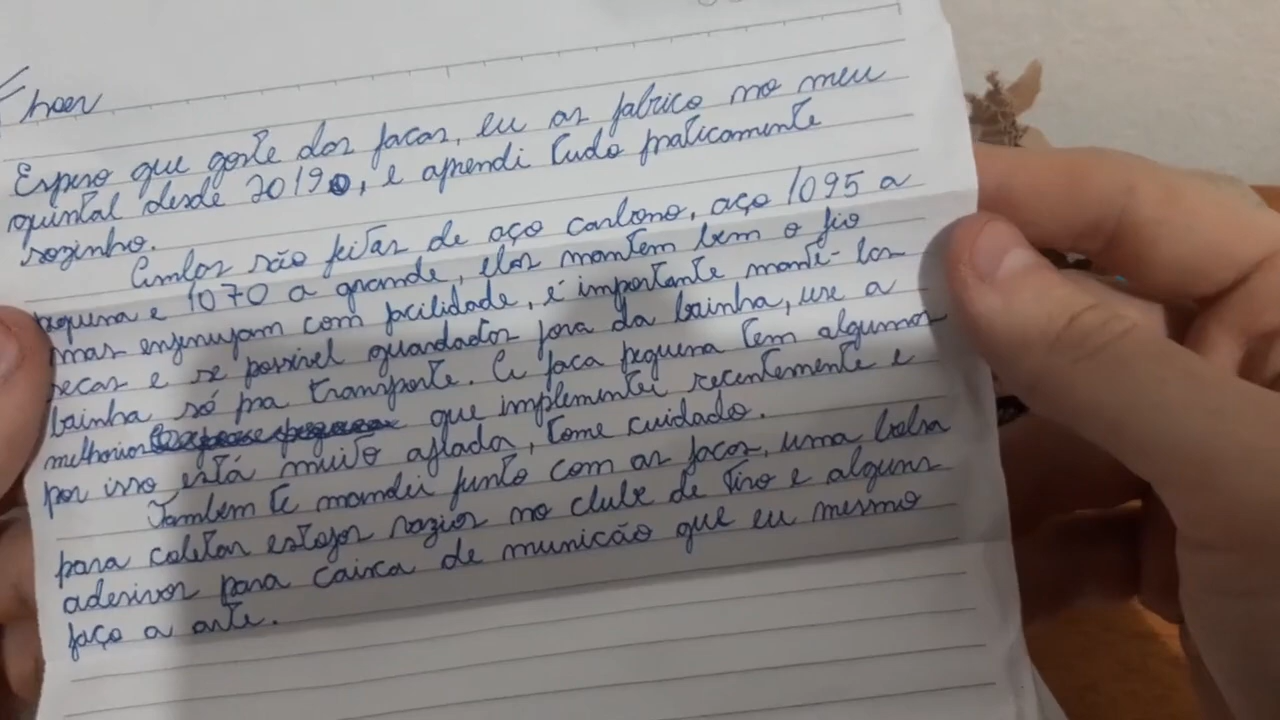 Espero que goste das facas, eu as fabrico no meu
quintal desde 2019, e aprendi tudo praticamente
sozinho.
Ambas são feitas de aço carbono, aço 1095 a
pequena e 1070 a grande, elas mantem bem o fio
mas enferrujam com facilidade, é importante mante-las
secas e se possivel guardadas fora da bainha, use a
bainha só pra transporte. A faca pequena tem algumas
melhorias que implementei recentemente e
por isso está muito afiada, tome cuidado.
Tambem te mandei junto com as facas, uma bolsa
para coletar estojos vazios no clube de tiro e alguns
adesivos para caixa de munição que eu mesmo
faço a arte.